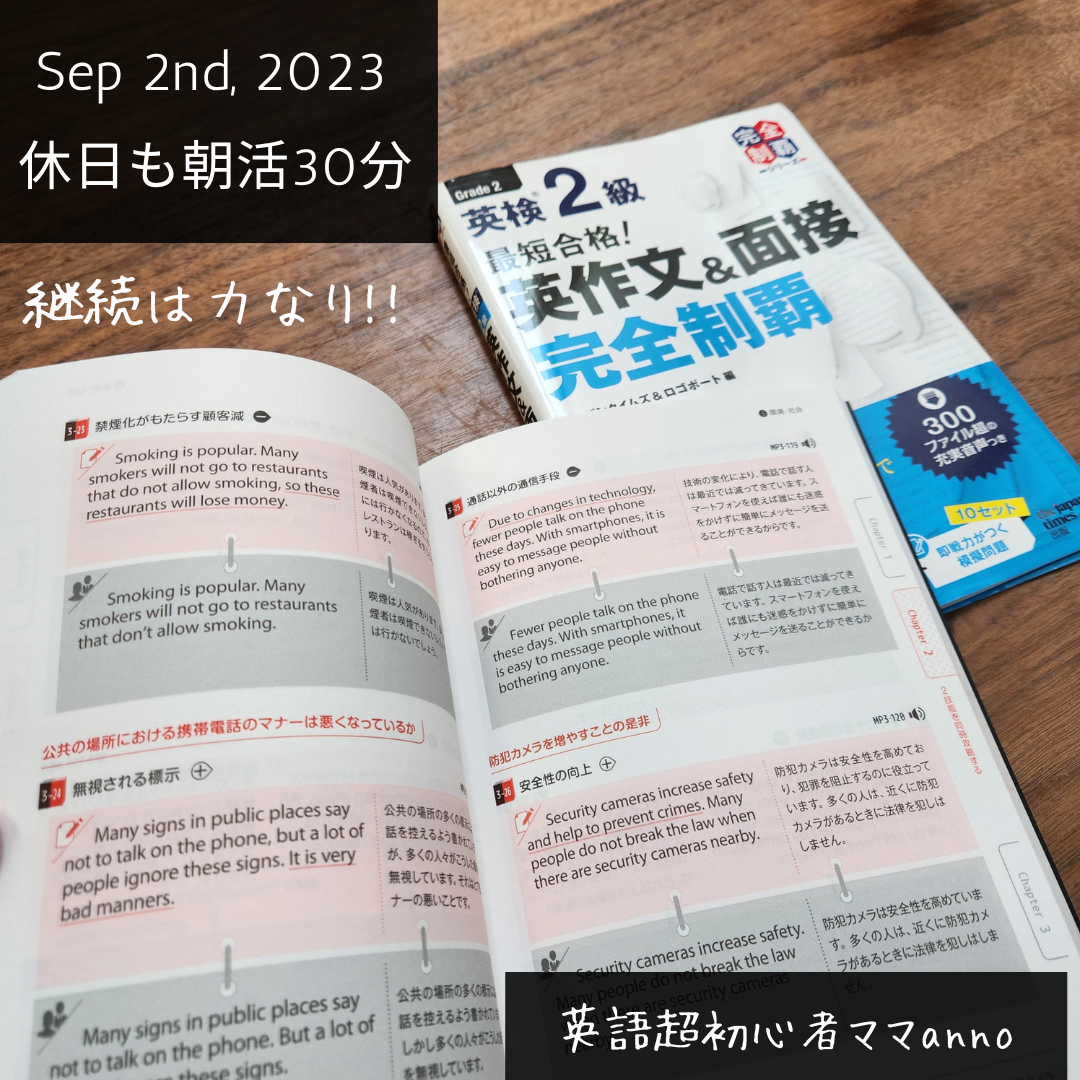 Sep 2nd, 2023
休日も朝活30分
継続は力なり!!
Grade 2
英検® 2級
最短合格!
英作文&面接
完全制覇
タイムズ&ロゴポート 編
完全
制覇
シリーズ
300
ファイル超の
充実音声つき
で
10セット
即戦力がつく
模擬問題
the japan
times 出版
3-23 禁煙化がもたらす顧客減
Smoking is popular. Many
smokers will not go to restaurants
that do not allow smoking, so these
restaurants will lose money.
喫煙は人気があります
煙者は喫煙できない
に行かなくなるので
ります。
Smoking is popular. Many
smokers will not go to restaurants
that don't allow smoking.
喫煙は人気があります
煙者は喫煙できない
は行かないでしょう
公共の場所における携帯電話のマナーは悪くなっているか
3-24 無視される標示
Many signs in public places say
not to talk on the phone, but a lot of
people ignore these signs. It is very
bad manners.
公共の場所の多くの標示
話を控えるよう書かれてい
が、多くの人々がこうした
無視しています。それはと
ナーの悪いことです。
Many signs in public places say
not to talk on the phone. But a lot of
these signs.
公共の場所の多くの標示
話を控えるよう
しかし多くの人々が
を無視しています。
環境・社会
MP3-119
3-25 通話以外の通信手段
Due to changes in technology,
fewer people talk on the phone
these days. With smartphones, it is
easy to message people without
bothering anyone.
技術の変化により、電話で話す人
は最近では減ってきています。ス
マートフォンを使えば誰にも迷惑
をかけずに簡単にメッセージを送
ることができるからです。
Fewer people talk on the phone
these days. With smartphones, it
is easy to message people without
bothering anyone.
電話で話す人は最近では減ってき
ています。スマートフォンを使え
ば誰にも迷惑をかけずに簡単に
メッセージを送ることができるか
らです。
防犯カメラを増やすことの是非
MP3-120
3-26 安全性の向上
Security cameras increase safety
and help to prevent crimes. Many
people do not break the law when
there are security cameras nearby.
防犯カメラは安全性を高めてお
り、犯罪を阻止するのに役立って
います。多くの人は、近くに防犯
カメラがあるときに法律を犯しは
しません。
Security cameras increase safety.
Many people do not break the law
when there are security cameras
防犯カメラは安全性を高めていま
す。多くの人は、近くに防犯カメ
ラがあるときに法律を犯しはしま
せん。
Chapter 1
Chapter 2
2技能を同時攻略する
Chapter 3
英語超初心者ママanno